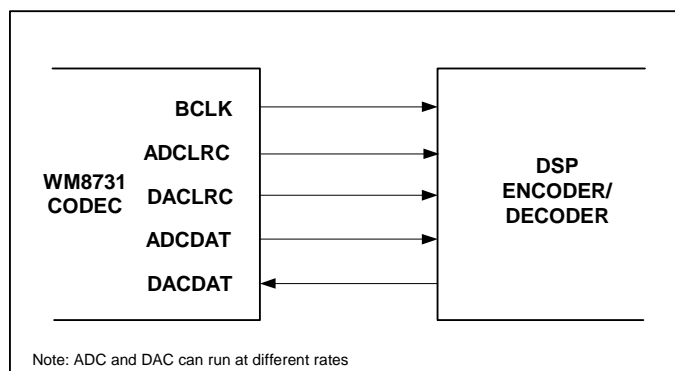 BCLK
ADCLRC
WM8731
CODEC
DACLRC
ADCDAT
DACDAT
DSP
ENCODER/
DECODER
Note: ADC and DAC can run at different rates